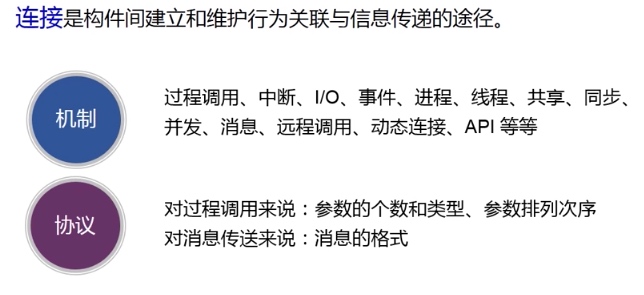 连接是构件间建立和维护行为关联与信息传递的途径。
机制
过程调用、中断、I/O、事件、进程、线程、共享、同步、
并发、消息、远程调用、动态连接、API 等等
协议
对过程调用来说：参数的个数和类型、参数排列次序
对消息传送来说：消息的格式